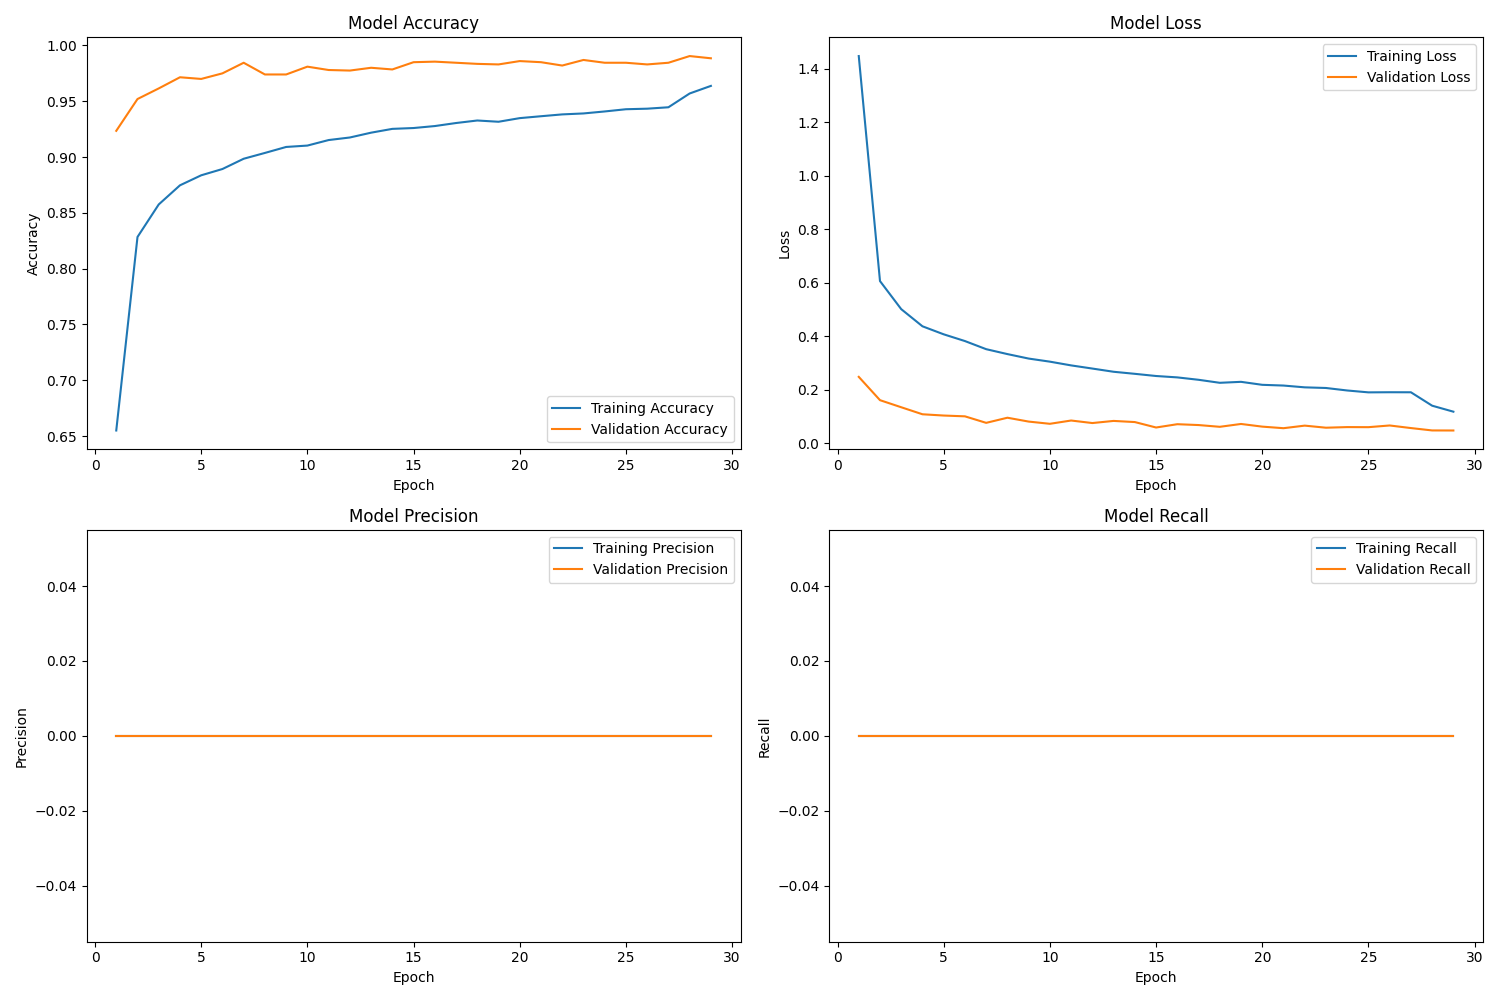 Model Accuracy
1.00
0.95
0.90
0.85
0.80
0.75
0.70
0.65
Accuracy
Training Accuracy
Validation Accuracy
0 5 10 15 20 25 30
Epoch
Model Loss
1.4
1.2
1.0
0.8
0.6
0.4
0.2
0.0
Loss
Training Loss
Validation Loss
0 5 10 15 20 25 30
Epoch
Model Precision
0.04
0.02
0.00
−0.02
−0.04
Precision
Training Precision
Validation Precision
0 5 10 15 20 25 30
Epoch
Model Recall
0.04
0.02
0.00
−0.02
−0.04
Recall
Training Recall
Validation Recall
0 5 10 15 20 25 30
Epoch